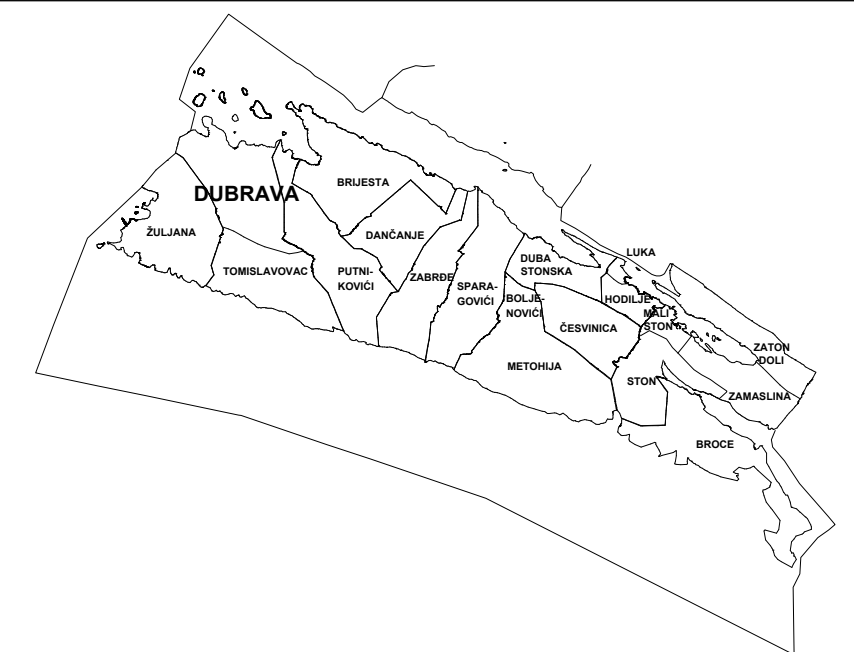 BRIJESTA
DUBRAVA
ŽULJANA
DANČANJE
TOMISLAVOVAC
PUTNI-
KOVIĆI
ZABRĐE
SPARA-
GOVIĆI
DUBA
STONSKA
LUKA
BOLJE-
NOVIĆI
HODILJE
MALI
STON
ČESVINICA
ZATON
DOLI
METOHIJA
STON
ZAMASLINA
BROCE